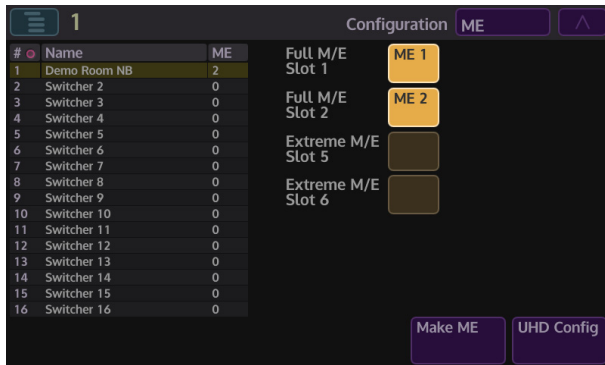 1
Configuration ME
# Name ME
1 Demo Room NB 2
2 Switcher 2 0
3 Switcher 3 0
4 Switcher 4 0
5 Switcher 5 0
6 Switcher 6 0
7 Switcher 7 0
8 Switcher 8 0
9 Switcher 9 0
10 Switcher 10 0
11 Switcher 11 0
12 Switcher 12 0
13 Switcher 13 0
14 Switcher 14 0
15 Switcher 15 0
16 Switcher 16 0
Full M/E
Slot 1
ME 1
Full M/E
Slot 2
ME 2
Extreme M/E
Slot 5
Extreme M/E
Slot 6
Make ME
UHD Config